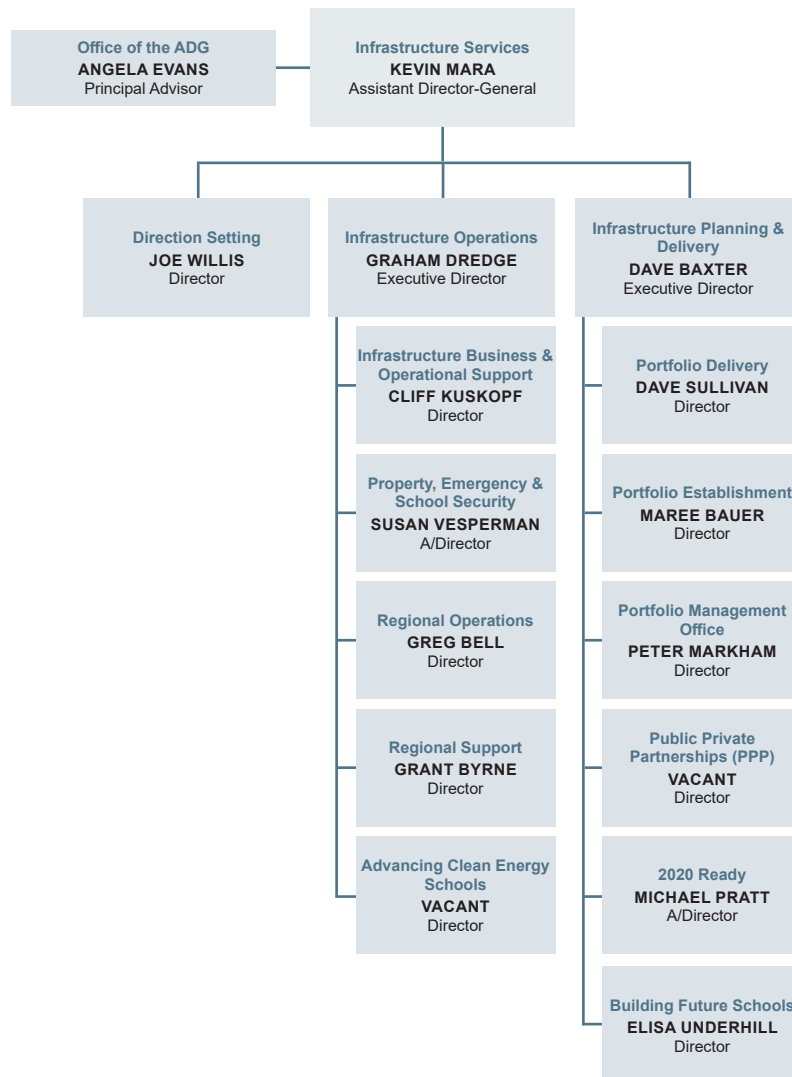 Office of the ADG
ANGELA EVANS
Principal Advisor
Infrastructure Services
KEVIN MARA
Assistant Director-General
Direction Setting
JOE WILLIS
Director
Infrastructure Operations
GRAHAM DREDGE
Executive Director
Infrastructure Business &
Operational Support
CLIFF KUSKOPF
Director
Property, Emergency &
School Security
SUSAN VESPERMAN
A/Director
Regional Operations
GREG BELL
Director
Regional Support
GRANT BYRNE
Director
Advancing Clean Energy
Schools
VACANT
Director
Infrastructure Planning &
Delivery
DAVE BAXTER
Executive Director
Portfolio Delivery
DAVE SULLIVAN
Director
Portfolio Establishment
MAREE BAUER
Director
Portfolio Management
Office
PETER MARKHAM
Director
Public Private
Partnerships (PPP)
VACANT
Director
2020 Ready
MICHAEL PRATT
A/Director
Building Future Schools
ELISA UNDERHILL
Director